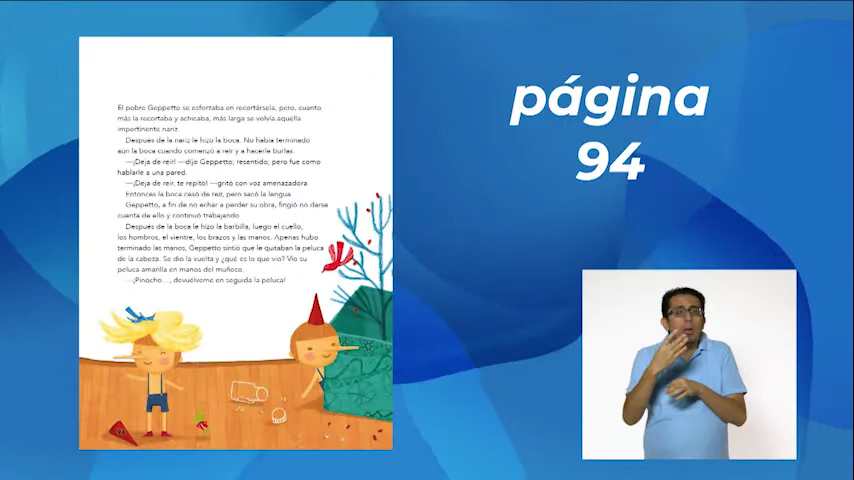 El pobre Geppetto se esforzaba en recortársela, pero, cuanto
más la recortaba y achicaba, más larga se volvía aquella
impertinente nariz.
Después de la nariz le hizo la boca. No había terminado
aún la boca cuando comenzó a reír y a hacerle burlas.
—¡Deja de reír! —dijo Geppetto, resentido; pero fue como
hablarle a una pared.
—¡Deja de reír, te repito! —gritó con voz amenazadora.
Entonces la boca cesó de reír, pero sacó la lengua.
Geppetto, a fin de no echar a perder su obra, fingió no darse
cuenta de ello y continuó trabajando.
Después de la boca le hizo la barbilla, luego el cuello,
los hombros, el vientre, los brazos y las manos. Apenas hubo
terminado las manos, Geppetto sintió que le quitaban la peluca
de la cabeza. Se dio la vuelta y ¿qué es lo que vio? Vio su
peluca amarilla en manos del muñeco.
—¡Pinocho..., devuélveme en seguida la peluca!
94
página
94